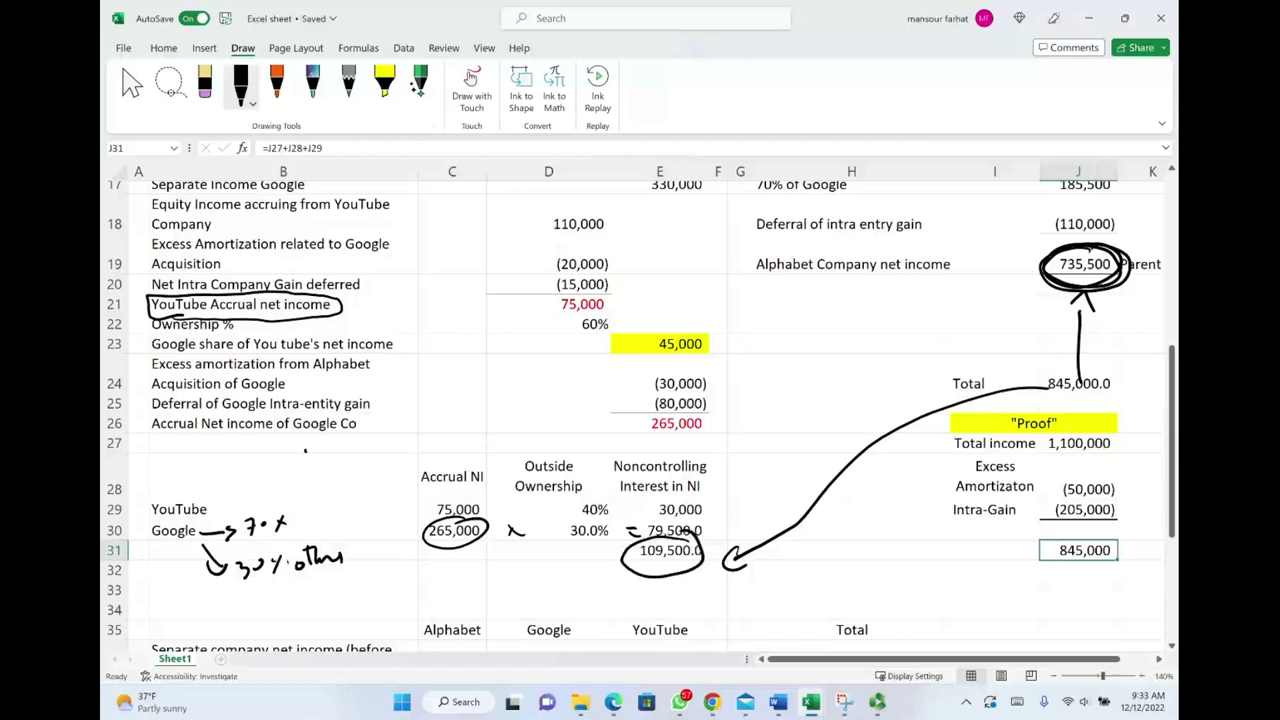 AutoSave On Excel sheet • Saved Search mansour farhat MF
File Home Insert Draw Page Layout Formulas Data Review View Help Comments Share
Draw with Touch Ink to Shape Ink to Math Ink Replay
Drawing Tools Touch Convert Replay
J31 fx =J27+J28+J29
A B C D E F G H I J K
17 Separate Income Google 330,000 70% of Google 185,500
Equity Income accruing from YouTube
18 Company 110,000 Deferral of intra entry gain (110,000)
Excess Amortization related to Google
19 Acquisition (20,000) Alphabet Company net income 735,500 Parent
20 Net Intra Company Gain deferred (15,000)
21 YouTube Accrual net income 75,000
22 Ownership % 60%
23 Google share of You tube's net income 45,000
Excess amortization from Alphabet
24 Acquisition of Google (30,000) Total 845,000.0
25 Deferral of Google Intra-entity gain (80,000)
26 Accrual Net income of Google Co 265,000 "Proof"
27 Total income 1,100,000
28 Accrual NI Outside Ownership Noncontrolling Interest in NI Excess Amortizaton (50,000)
29 YouTube 75,000 40% 30,000 Intra-Gain (205,000)
30 Google → 70% 265,000 x 30.0% = 79,500.0
31 109,500.0 845,000
30% others
32
33
34
35 Alphabet Google YouTube Total
Separate company net income (before
Sheet1
Ready Accessibility: Investigate Display Settings 140%
37°F Partly sunny Search 57 9:33 AM 12/12/2022